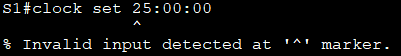 S1#clock set 25:00:00
^
% Invalid input detected at '^' marker.